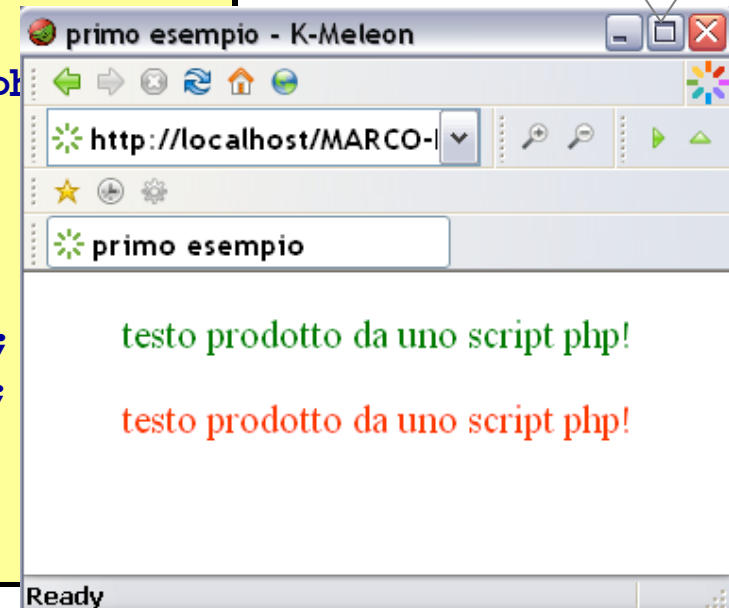 primo esempio - K-Meleon
http://localhost/MARCO-
primo esempio
;
testo prodotto da uno script php!
;
testo prodotto da uno script php!
Ready